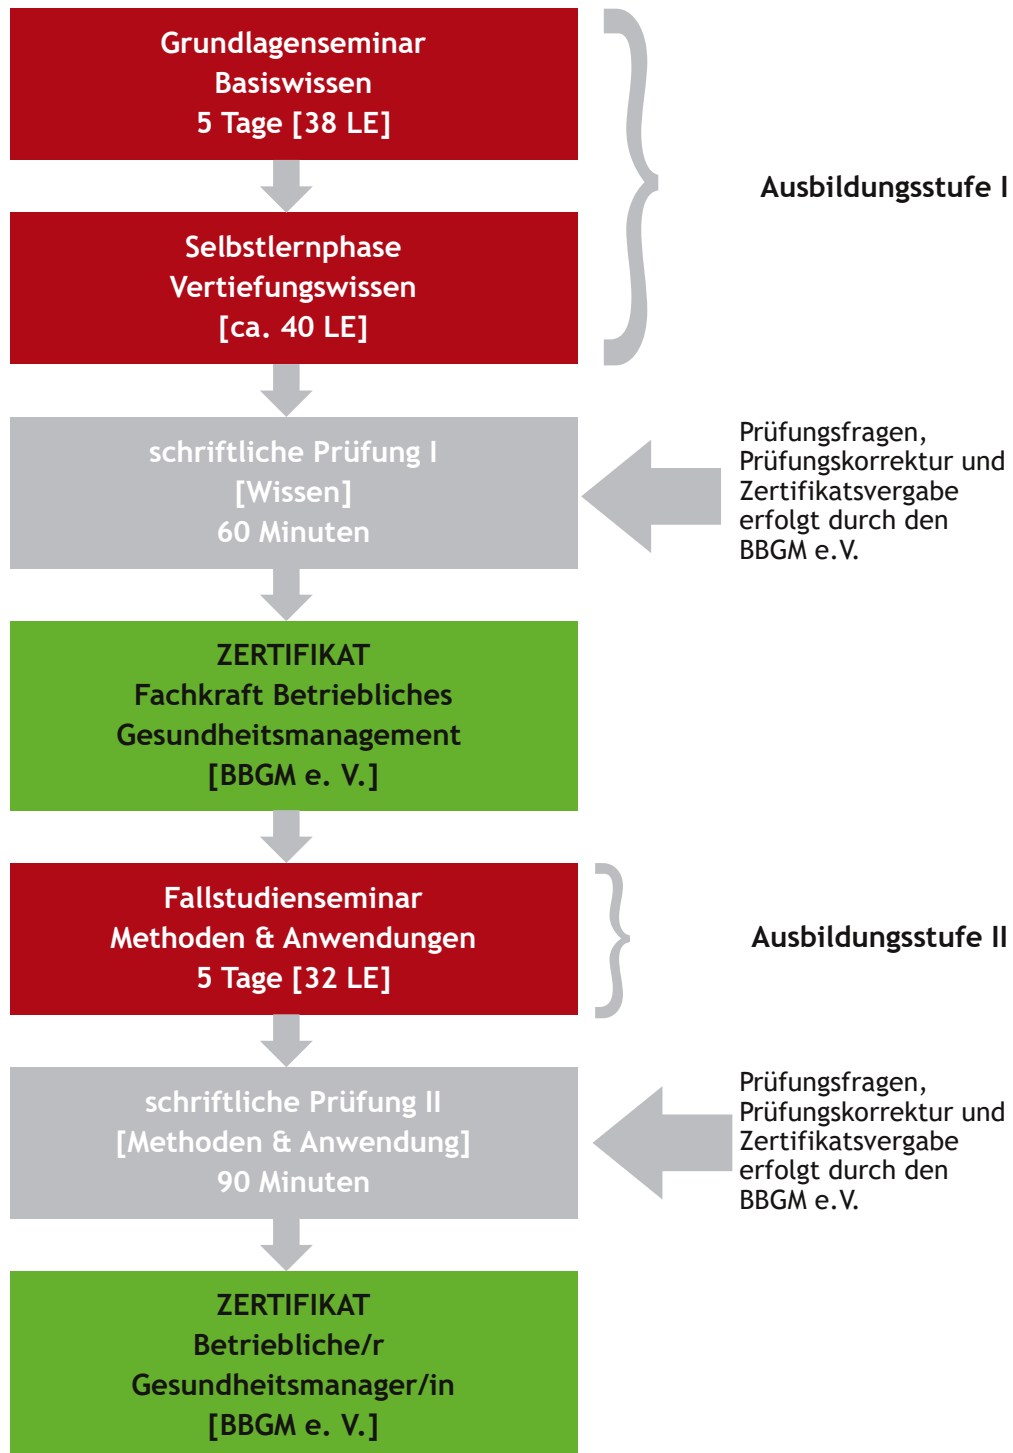 Grundlagenseminar
Basiswissen
5 Tage [38 LE]
Ausbildungsstufe I
Selbstlernphase
Vertiefungswissen
[ca. 40 LE]
schriftliche Prüfung I
[Wissen]
60 Minuten
Prüfungsfragen,
Prüfungskorrektur und
Zertifikatsvergabe
erfolgt durch den
BBGM e.V.
ZERTIFIKAT
Fachkraft Betriebliches
Gesundheitsmanagement
[BBGM e. V.]
Fallstudienseminar
Methoden & Anwendungen
5 Tage [32 LE]
Ausbildungsstufe II
schriftliche Prüfung II
[Methoden & Anwendung]
90 Minuten
Prüfungsfragen,
Prüfungskorrektur und
Zertifikatsvergabe
erfolgt durch den
BBGM e.V.
ZERTIFIKAT
Betriebliche/r
Gesundheitsmanager/in
[BBGM e. V.]